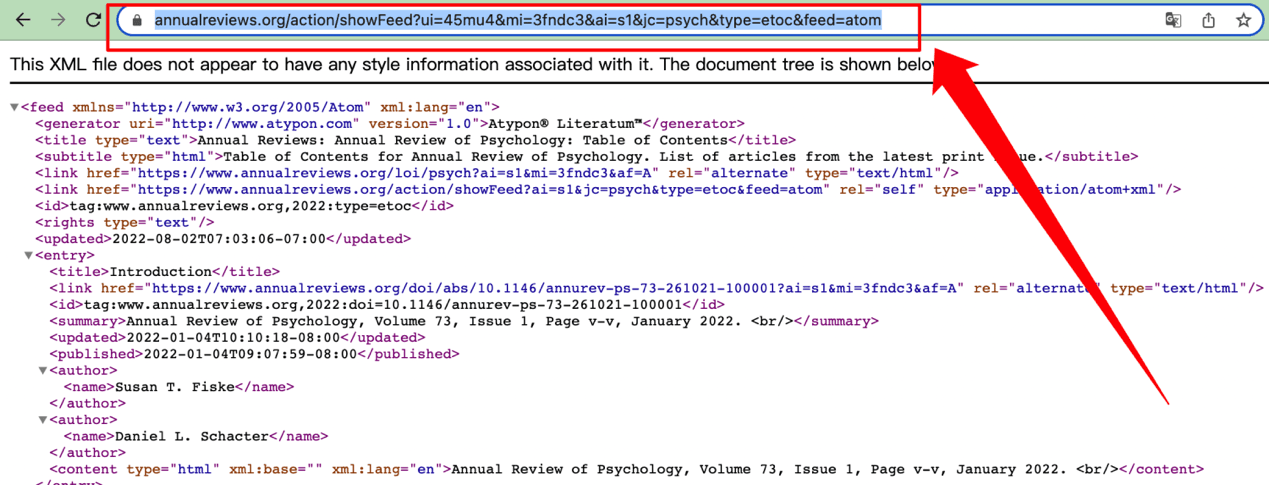 annualreviews.org/action/showFeed?ui=45mu4&mi=3fndc3&ai=s1&jc=psych&type=etoc&feed=atom
This XML file does not appear to have any style information associated with it. The document tree is shown
<feed xmlns="http://www.w3.org/2005/Atom" xml:lang="en">
<generator uri="http://www.atypon.com" version="1.0">Atypon® Literatum™</generator>
<title type="text">Annual Reviews: Annual Review of Psychology: Table of Contents</title>
<subtitle type="html">Table of Contents for Annual Review of Psychology. List of articles from the latest print .</subtitle>
<link href="https://www.annualreviews.org/loi/psych?ai=s1&mi=3fndc3&af=A" rel="alternate" type="text/html"/>
<link href="https://www.annualreviews.org/action/showFeed?ai=s1&jc=psych&type=etoc&feed=atom" rel="self" type="application/atom+xml"/>
<id>tag:www.annualreviews.org,2022:type=etoc</id>
<rights type="text"/>
<updated>2022-08-02T07:03:06-07:00</updated>
<entry>
<title>Introduction</title>
<link href="https://www.annualreviews.org/doi/abs/10.1146/annurev-ps-73-261021-100001?ai=s1&mi=3fndc3&af=A" rel="alternate" type="text/html"/>
<id>tag:www.annualreviews.org,2022:doi=10.1146/annurev-ps-73-261021-100001</id>
<summary>Annual Review of Psychology, Volume 73, Issue 1, Page v-v, January 2022. <br/></summary>
<updated>2022-01-04T10:10:18-08:00</updated>
<published>2022-01-04T09:07:59-08:00</published>
<author>
<name>Susan T. Fiske</name>
</author>
<author>
<name>Daniel L. Schacter</name>
</author>
<content type="html" xml:base="" xml:lang="en">Annual Review of Psychology, Volume 73, Issue 1, Page v-v, January 2022. <br/></content>